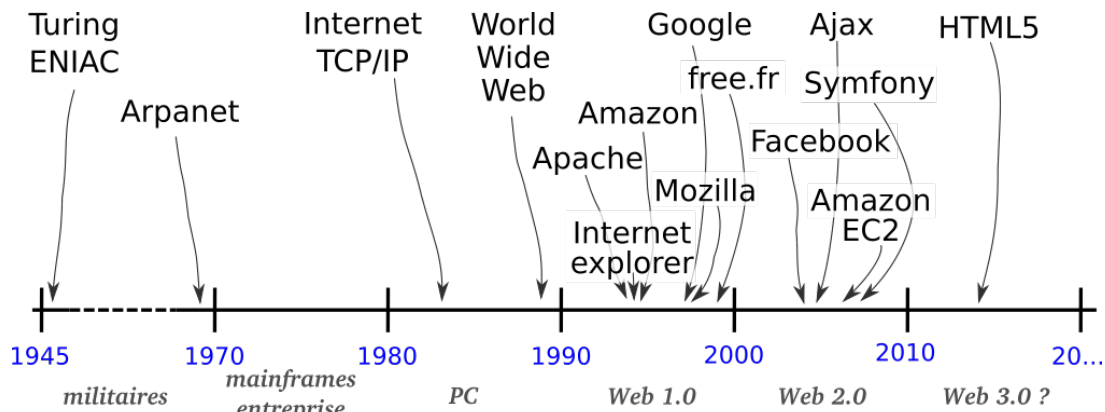 Turing
ENIAC
Arpanet
Internet
TCP/IP
World
Wide
Web
Amazon
Apache
Internet
explorer
Google
free.fr
Mozilla
Ajax
Symfony
Facebook
Amazon
EC2
HTML5
1945
1970
1980
1990
2000
2010
20...
militaires
mainframes
entreprise
PC
Web 1.0
Web 2.0
Web 3.0 ?